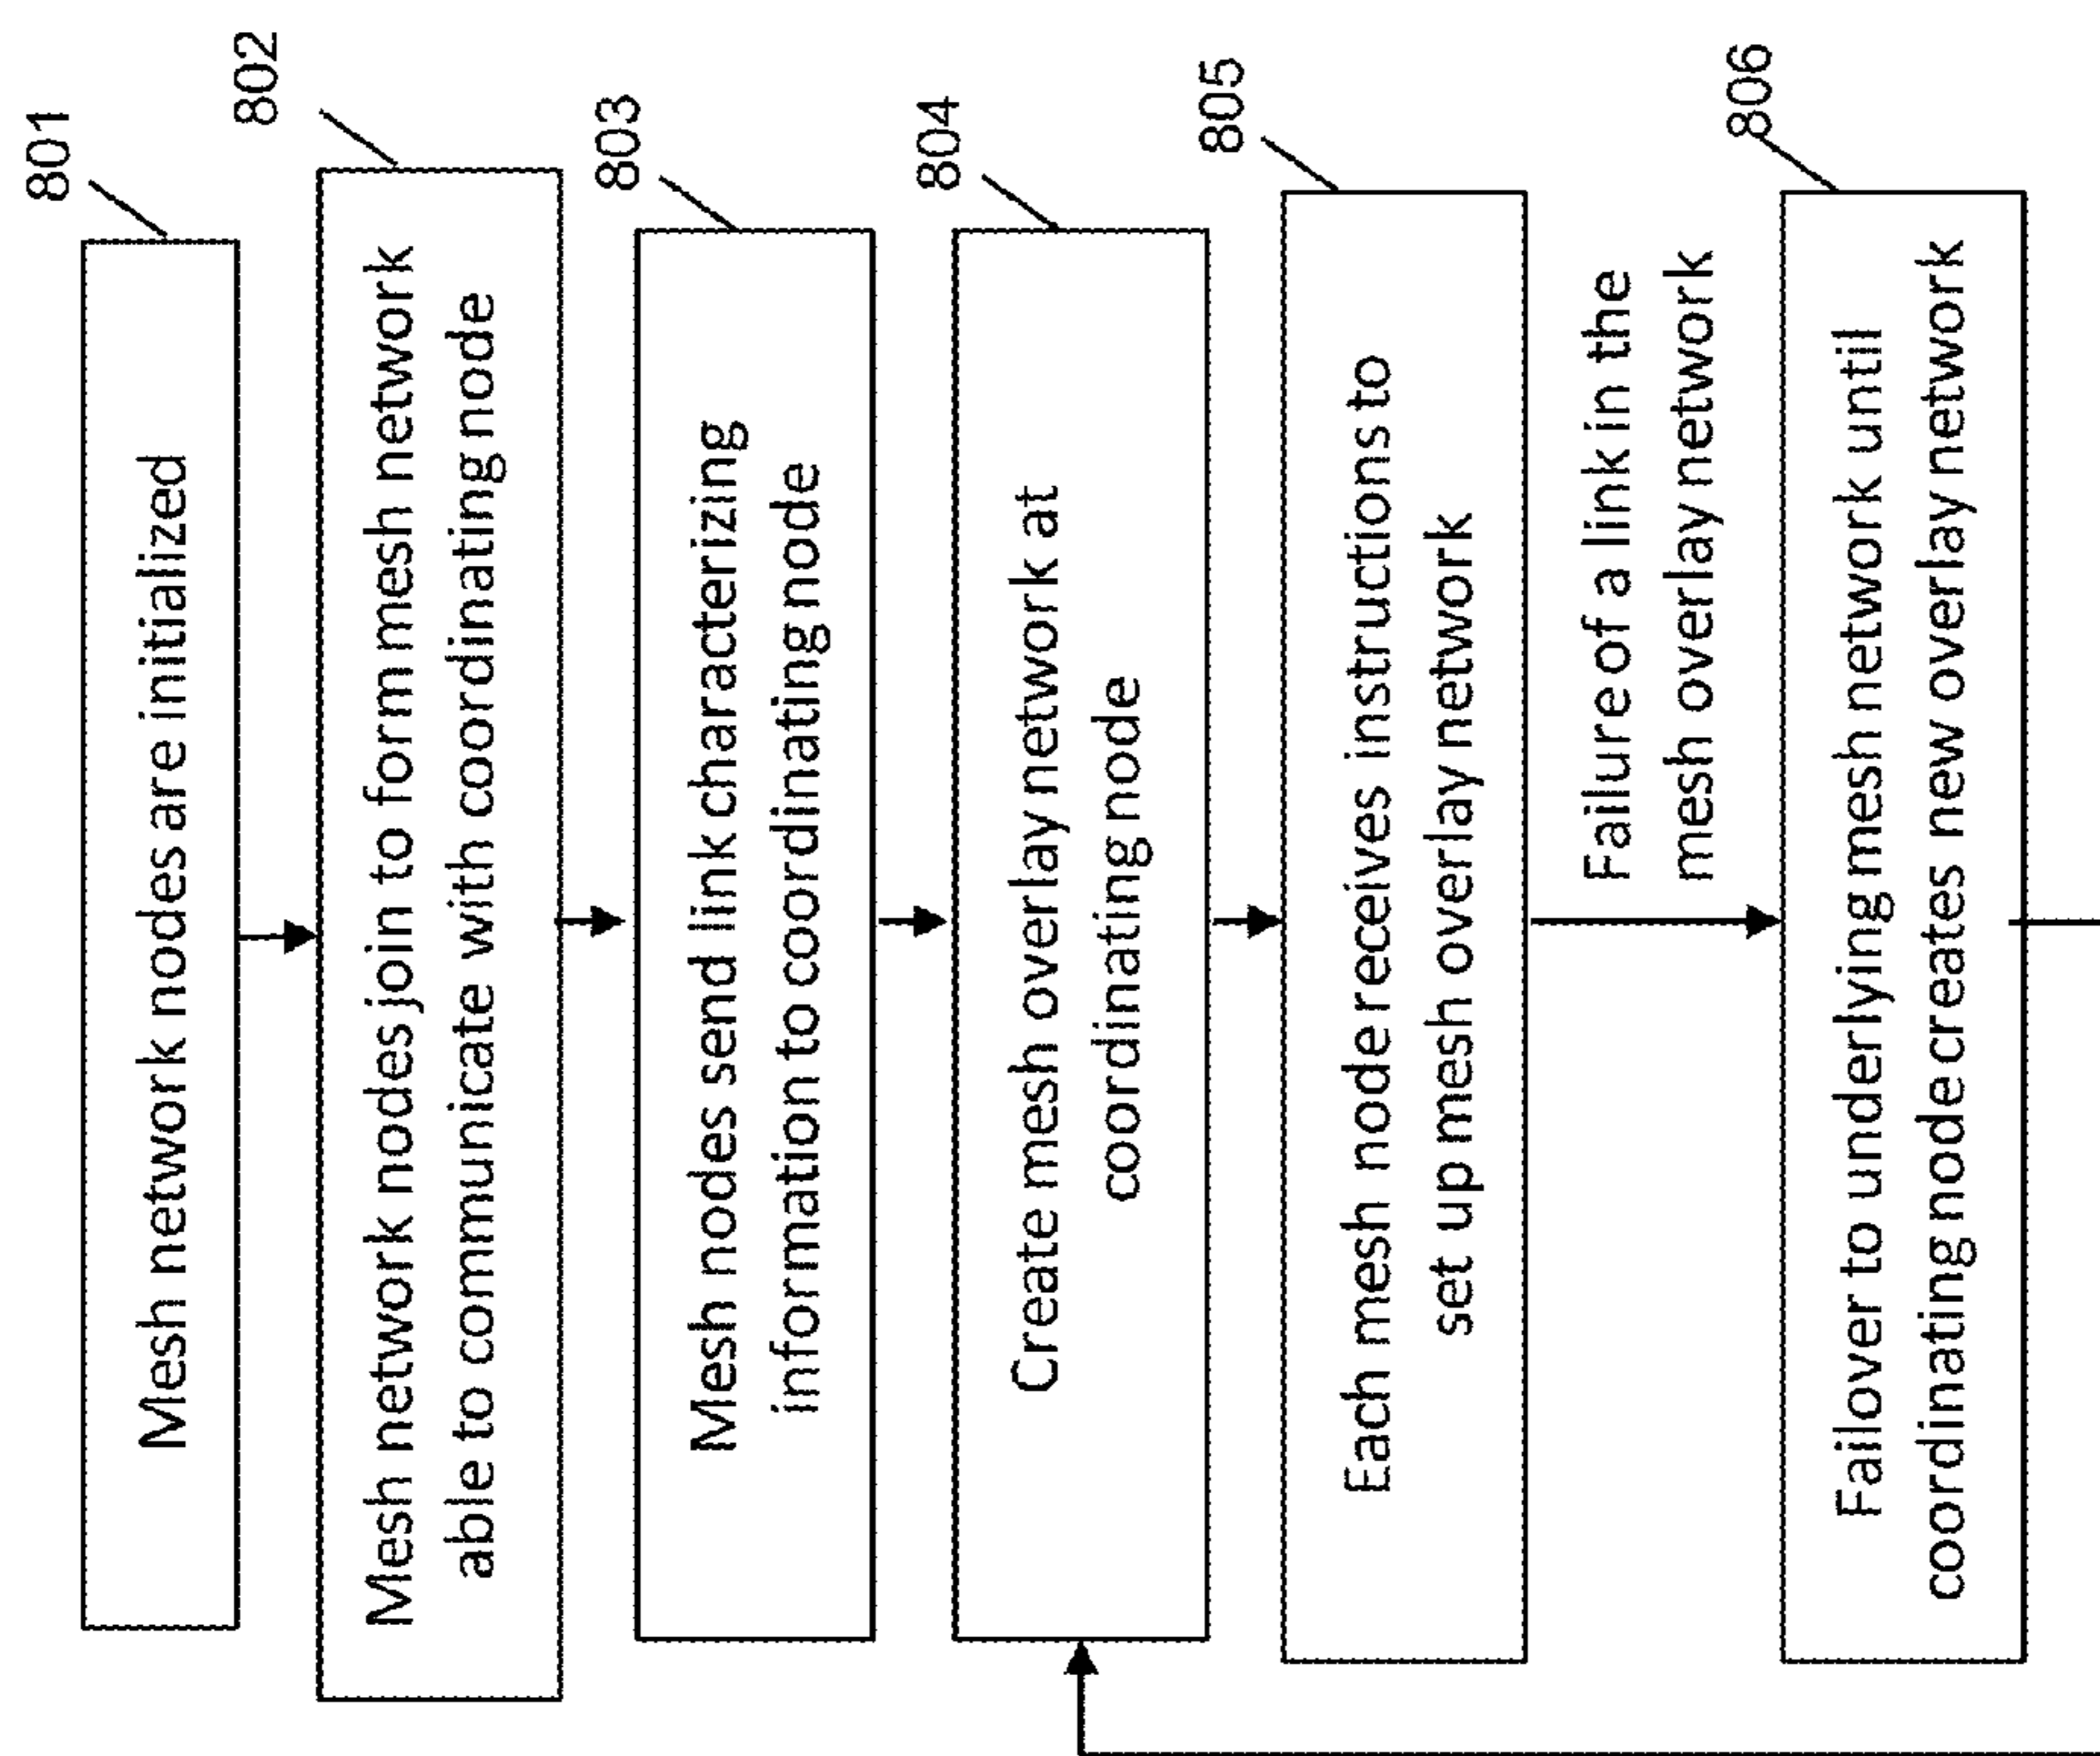 801
Mesh network nodes are initialized
802
Mesh network nodes join to form mesh network
able to communicate with coordinating node
803
Mesh nodes send link characterizing
information to coordinating node
804
Create mesh overlay network at
coordinating node
805
Each mesh node receives instructions to
set up mesh overlay network
Failure of a link in the
mesh overlay network
806
Failover to underlying mesh network until
coordinating node creates new overlay network